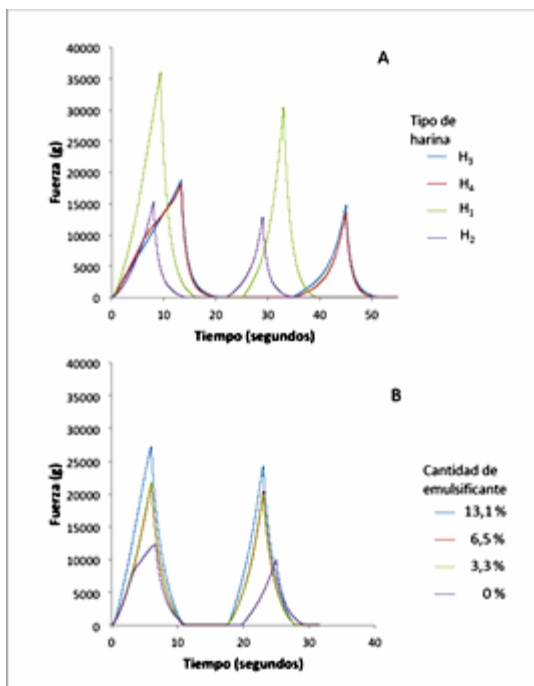 A
40000
35000
30000
25000
20000
15000
10000
5000
0
Fuerza (g)
0 10 20 30 40 50
Tiempo (segundos)
Tipo de
harina
H3
H4
H1
H2
B
40000
35000
30000
25000
20000
15000
10000
5000
0
Fuerza (g)
0 10 20 30 40
Tiempo (segundos)
Cantidad de
emulsificante
13,1 %
6,5 %
3,3 %
0 %